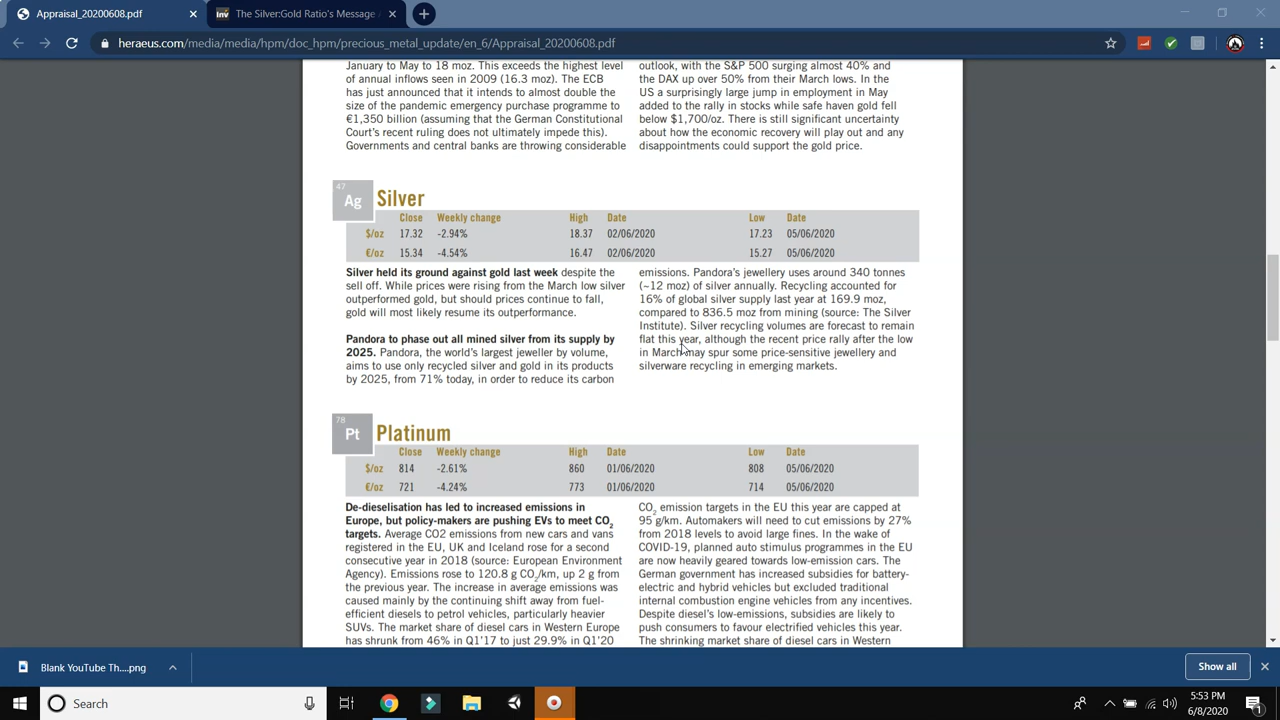 Appraisal_20200608.pdf
The Silver:Gold Ratio's Message /
heraeus.com/media/media/hpm/doc_hpm/precious_metal_update/en_6/Appraisal_20200608.pdf
January to May to 18 moz. This exceeds the highest level
of annual inflows seen in 2009 (16.3 moz). The ECB
has just announced that it intends to almost double the
size of the pandemic emergency purchase programme to
€1,350 billion (assuming that the German Constitutional
Court's recent ruling does not ultimately impede this).
Governments and central banks are throwing considerable
outlook, with the S&P 500 surging almost 40% and
the DAX up over 50% from their March lows. In the
US a surprisingly large jump in employment in May
added to the rally in stocks while safe haven gold fell
below $1,700/oz. There is still significant uncertainty
about how the economic recovery will play out and any
disappointments could support the gold price.
47
Ag Silver
Close Weekly change High Date Low Date
$/oz 17.32 -2.94% 18.37 02/06/2020 17.23 05/06/2020
€/oz 15.34 -4.54% 16.47 02/06/2020 15.27 05/06/2020
Silver held its ground against gold last week despite the
sell off. While prices were rising from the March low silver
outperformed gold, but should prices continue to fall,
gold will most likely resume its outperformance.
Pandora to phase out all mined silver from its supply by
2025. Pandora, the world's largest jeweller by volume,
aims to use only recycled silver and gold in its products
by 2025, from 71% today, in order to reduce its carbon
emissions. Pandora's jewellery uses around 340 tonnes
(~12 moz) of silver annually. Recycling accounted for
16% of global silver supply last year at 169.9 moz,
compared to 836.5 moz from mining (source: The Silver
Institute). Silver recycling volumes are forecast to remain
flat this year, although the recent price rally after the low
in March may spur some price-sensitive jewellery and
silverware recycling in emerging markets.
78
Pt Platinum
Close Weekly change High Date Low Date
$/oz 814 -2.61% 860 01/06/2020 808 05/06/2020
€/oz 721 -4.24% 773 01/06/2020 714 05/06/2020
De-dieselisation has led to increased emissions in
Europe, but policy-makers are pushing EVs to meet CO2
targets. Average CO2 emissions from new cars and vans
registered in the EU, UK and Iceland rose for a second
consecutive year in 2018 (source: European Environment
Agency). Emissions rose to 120.8 g CO2/km, up 2 g from
the previous year. The increase in average emissions was
caused mainly by the continuing shift away from fuel-
efficient diesels to petrol vehicles, particularly heavier
SUVs. The market share of diesel cars in Western Europe
has shrunk from 46% in Q1'17 to just 29.9% in Q1'20
CO2 emission targets in the EU this year are capped at
95 g/km. Automakers will need to cut emissions by 27%
from 2018 levels to avoid large fines. In the wake of
COVID-19, planned auto stimulus programmes in the EU
are now heavily geared towards low-emission cars. The
German government has increased subsidies for battery-
electric and hybrid vehicles but excluded traditional
internal combustion engine vehicles from any incentives.
Despite diesel's low-emissions, subsidies are likely to
push consumers to favour electrified vehicles this year.
The shrinking market share of diesel cars in Western
Blank YouTube Th....png
Show all
Search
5:53 PM
6/8/2020